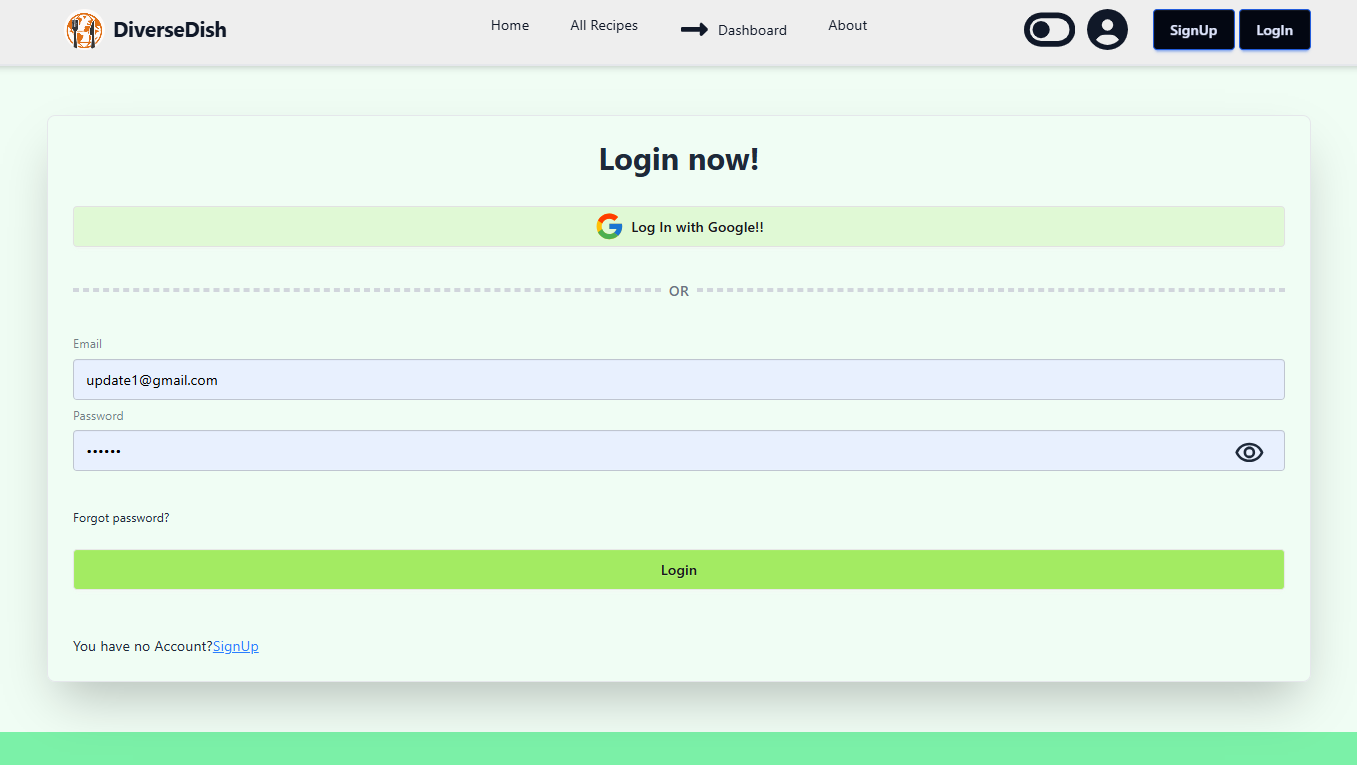 DiverseDish
Home All Recipes Dashboard About
SignUp LogIn
Login now!
Log In with Google!!
OR
Email
update1@gmail.com
Password
••••••
Forgot password?
Login
You have no Account?SignUp